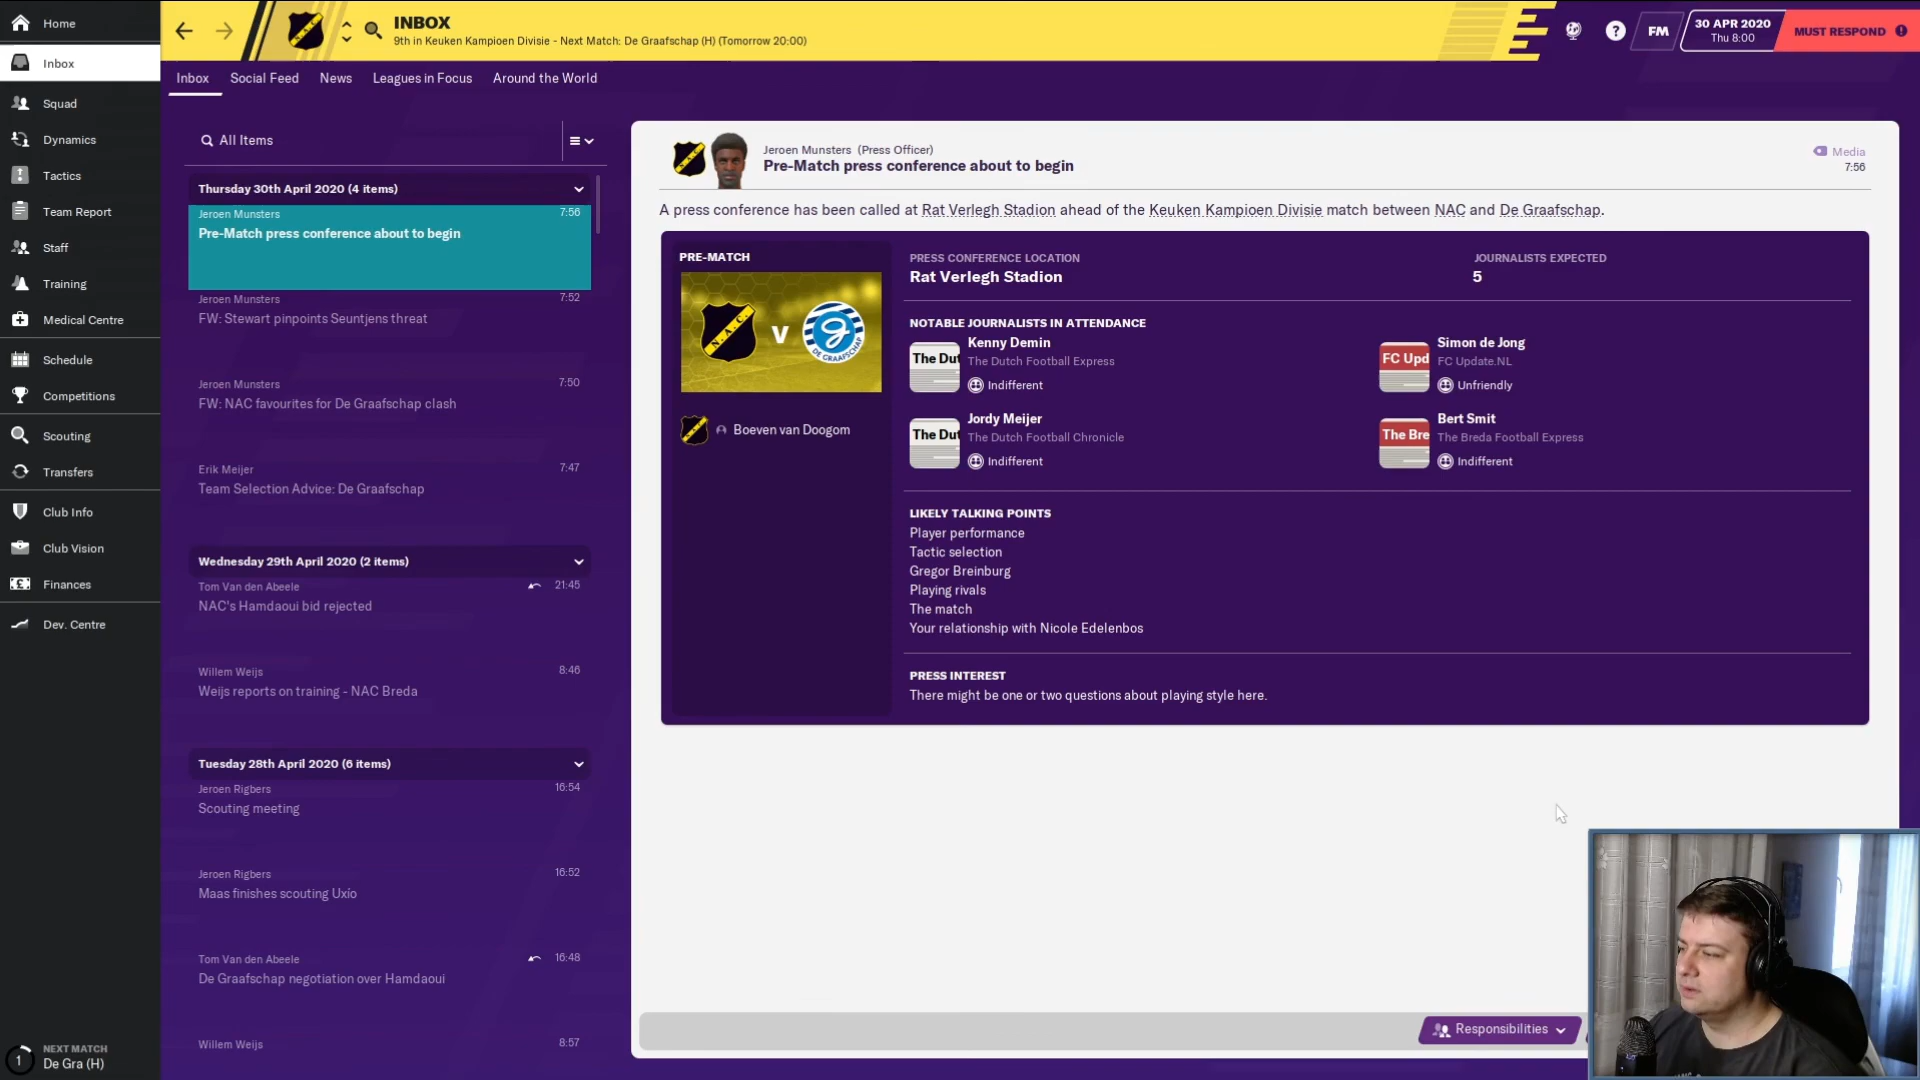 Home
Inbox
Squad
Dynamics
Tactics
Team Report
Staff
Training
Medical Centre
Schedule
Competitions
Scouting
Transfers
Club Info
Club Vision
Finances
Dev. Centre
1
NEXT MATCH
De Gra (H)
INBOX
9th in Keuken Kampioen Divisie - Next Match: De Graafschap (H) (Tomorrow 20:00)
?
FM
30 APR 2020
Thu 8:00
MUST RESPOND
Inbox Social Feed News Leagues in Focus Around the World
All Items
Thursday 30th April 2020 (4 items)
Jeroen Munsters 7:56
Pre-Match press conference about to begin
Jeroen Munsters 7:52
FW: Stewart pinpoints Seuntjens threat
Jeroen Munsters 7:50
FW: NAC favourites for De Graafschap clash
Erik Meijer 7:47
Team Selection Advice: De Graafschap
Wednesday 29th April 2020 (2 items)
Tom Van den Abeele 21:45
NAC's Hamdaoui bid rejected
Willem Weijs 8:46
Weijs reports on training - NAC Breda
Tuesday 28th April 2020 (6 items)
Jeroen Rigbers 16:54
Scouting meeting
Jeroen Rigbers 16:52
Maas finishes scouting Uxío
Tom Van den Abeele 16:48
De Graafschap negotiation over Hamdaoui
Willem Weijs 8:57
Jeroen Munsters (Press Officer)
Pre-Match press conference about to begin
Media
7:56
A press conference has been called at Rat Verlegh Stadion ahead of the Keuken Kampioen Divisie match between NAC and De Graafschap.
PRE-MATCH
N.A.C. V DE GRAAFSCHAP
Boeven van Doogom
PRESS CONFERENCE LOCATION
Rat Verlegh Stadion
JOURNALISTS EXPECTED
5
NOTABLE JOURNALISTS IN ATTENDANCE
The Dut
Kenny Demin
The Dutch Football Express
Indifferent
FC Upd
Simon de Jong
FC Update.NL
Unfriendly
The Dut
Jordy Meijer
The Dutch Football Chronicle
Indifferent
The Bre
Bert Smit
The Breda Football Express
Indifferent
LIKELY TALKING POINTS
Player performance
Tactic selection
Gregor Breinburg
Playing rivals
The match
Your relationship with Nicole Edelenbos
PRESS INTEREST
There might be one or two questions about playing style here.
Responsibilities